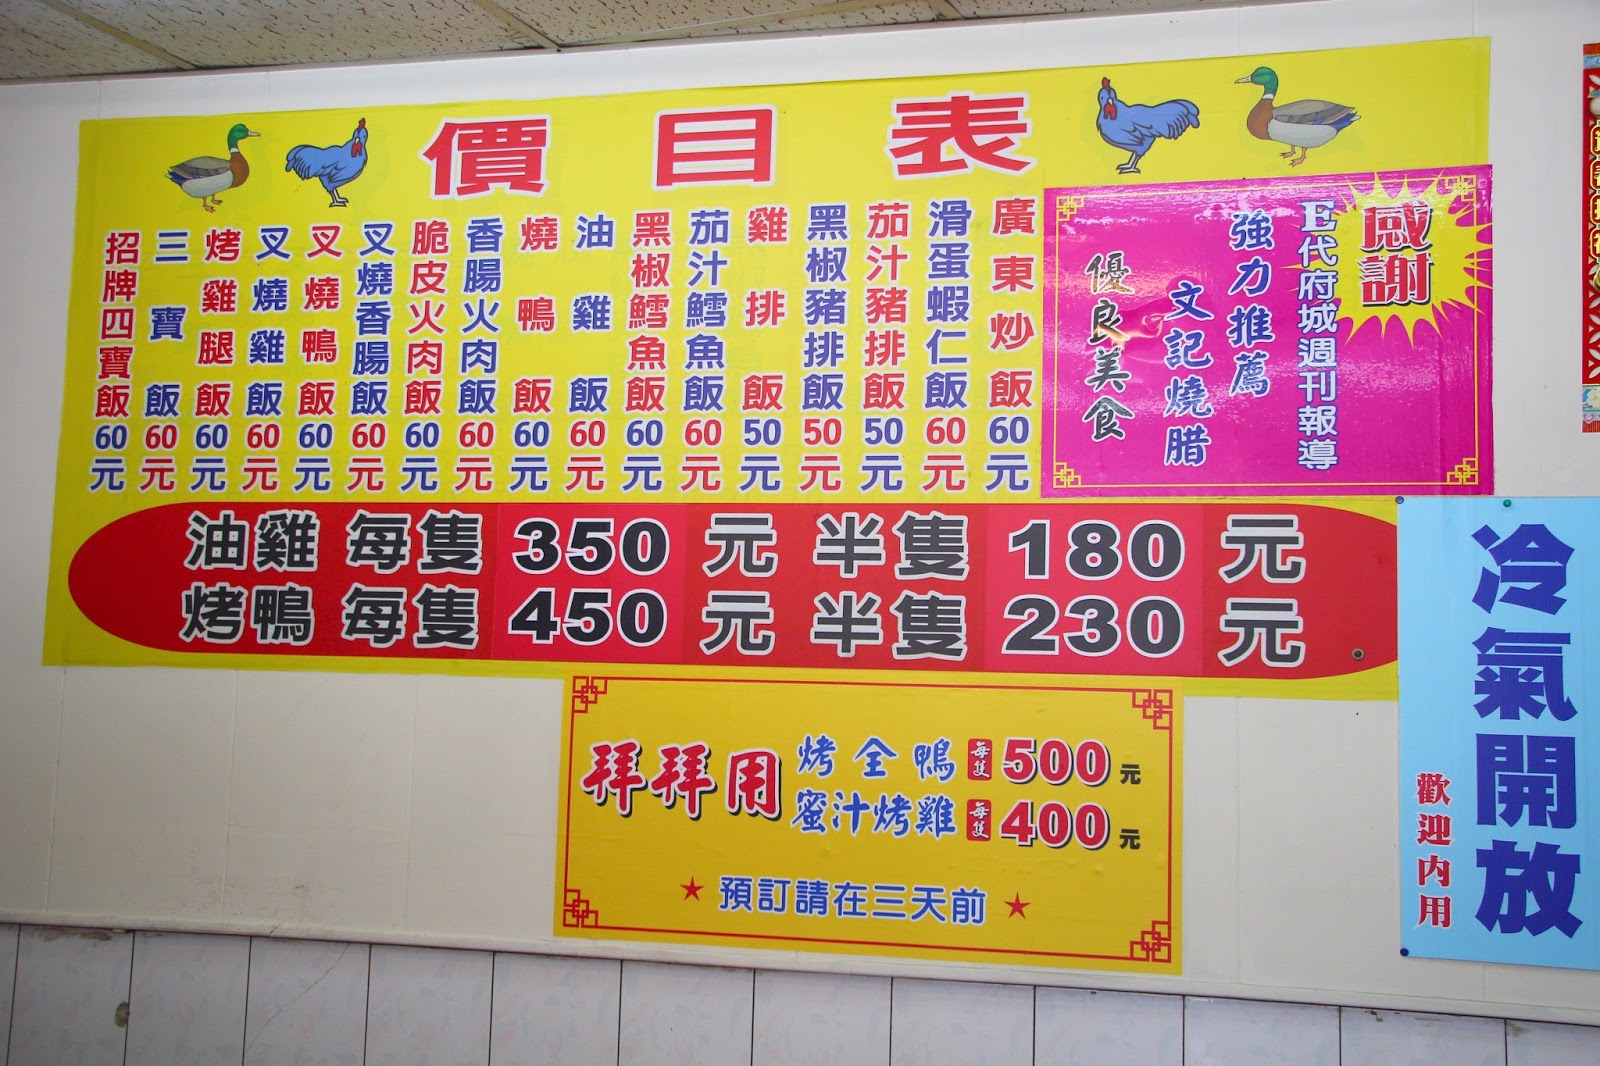 價目表
廣東炒飯60元
滑蛋蝦仁飯60元
茄汁豬排飯50元
黑椒豬排飯50元
雞排飯50元
茄汁鱈魚飯60元
黑椒鱈魚飯60元
油雞飯60元
燒鴨飯60元
香腸火肉飯60元
脆皮火肉飯60元
叉燒香腸飯60元
叉燒鴨飯60元
叉燒雞飯60元
烤雞腿飯60元
三寶飯60元
招牌四寶飯60元
油雞 每隻 350 元 半隻 180 元
烤鴨 每隻 450 元 半隻 230 元
感謝
E代府城週刊報導
強力推薦
文記燒腊
優良美食
拜拜用
烤全鴨 每隻 500 元
蜜汁烤雞 每隻 400 元
★預訂請在三天前★
冷氣開放
歡迎內用